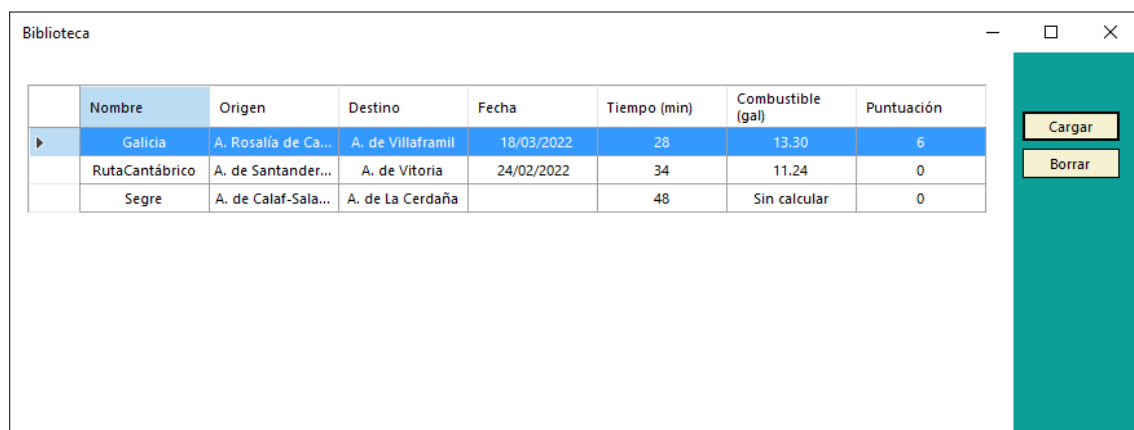 Biblioteca
Nombre Origen Destino Fecha Tiempo (min) Combustible (gal) Puntuación
Galicia A. Rosalía de Ca... A. de Villaframil 18/03/2022 28 13.30 6
RutaCantábrico A. de Santander... A. de Vitoria 24/02/2022 34 11.24 0
Segre A. de Calaf-Sala... A. de La Cerdaña 48 Sin calcular 0
Cargar
Borrar